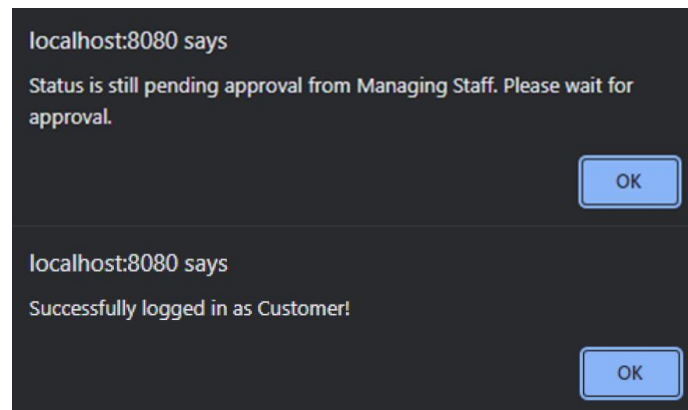 localhost:8080 says
Status is still pending approval from Managing Staff. Please wait for
approval.
OK
localhost:8080 says
Successfully logged in as Customer!
OK